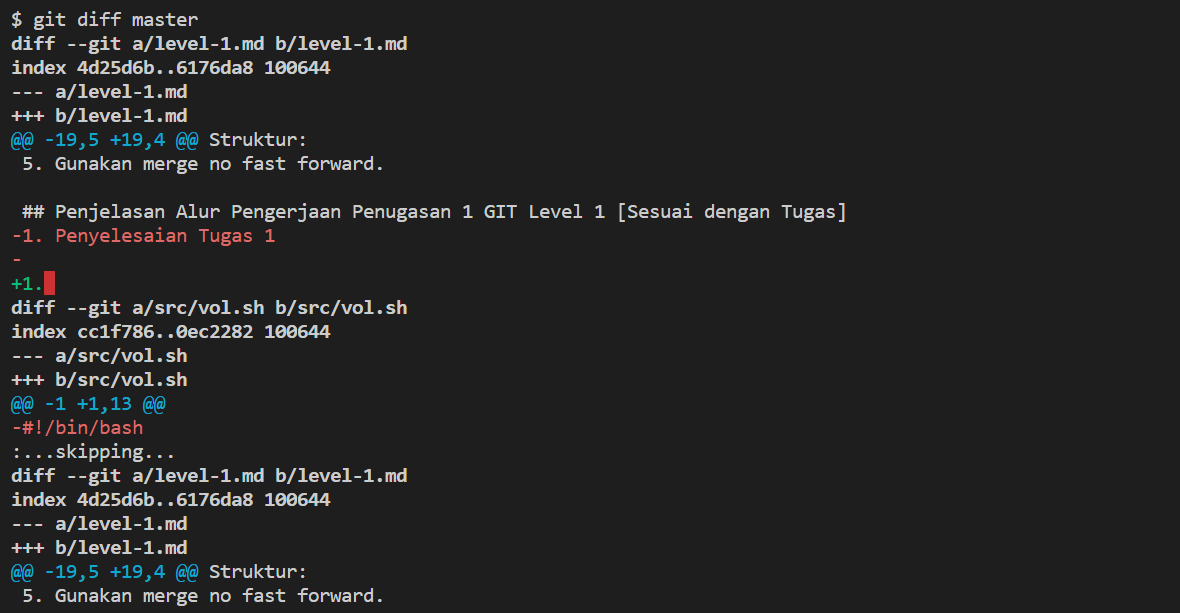 $ git diff master
diff --git a/level-1.md b/level-1.md
index 4d25d6b..6176da8 100644
--- a/level-1.md
+++ b/level-1.md
@@ -19,5 +19,4 @@ Struktur:
 5. Gunakan merge no fast forward.

 ## Penjelasan Alur Pengerjaan Penugasan 1 GIT Level 1 [Sesuai dengan Tugas]
-1. Penyelesaian Tugas 1
-
+1.
diff --git a/src/vol.sh b/src/vol.sh
index cc1f786..0ec2282 100644
--- a/src/vol.sh
+++ b/src/vol.sh
@@ -1 +1,13 @@
-#!/bin/bash
:...skipping...
diff --git a/level-1.md b/level-1.md
index 4d25d6b..6176da8 100644
--- a/level-1.md
+++ b/level-1.md
@@ -19,5 +19,4 @@ Struktur:
 5. Gunakan merge no fast forward.